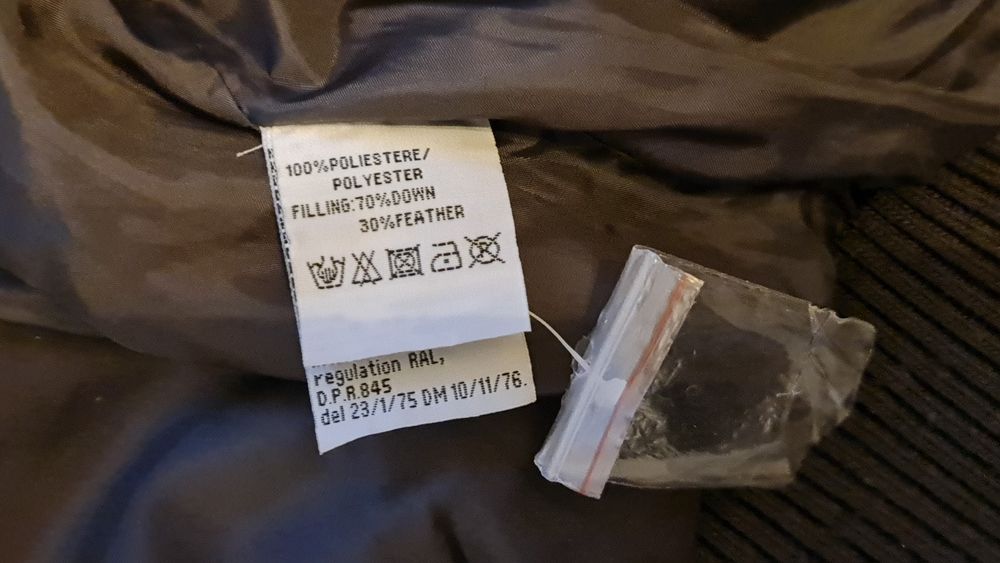 100%POLIESTERE/
POLYESTER
FILLING:70%DOWN
30%FEATHER
regulation RAL,
D.P.R.845
del 23/1/75 DM 10/11/76.